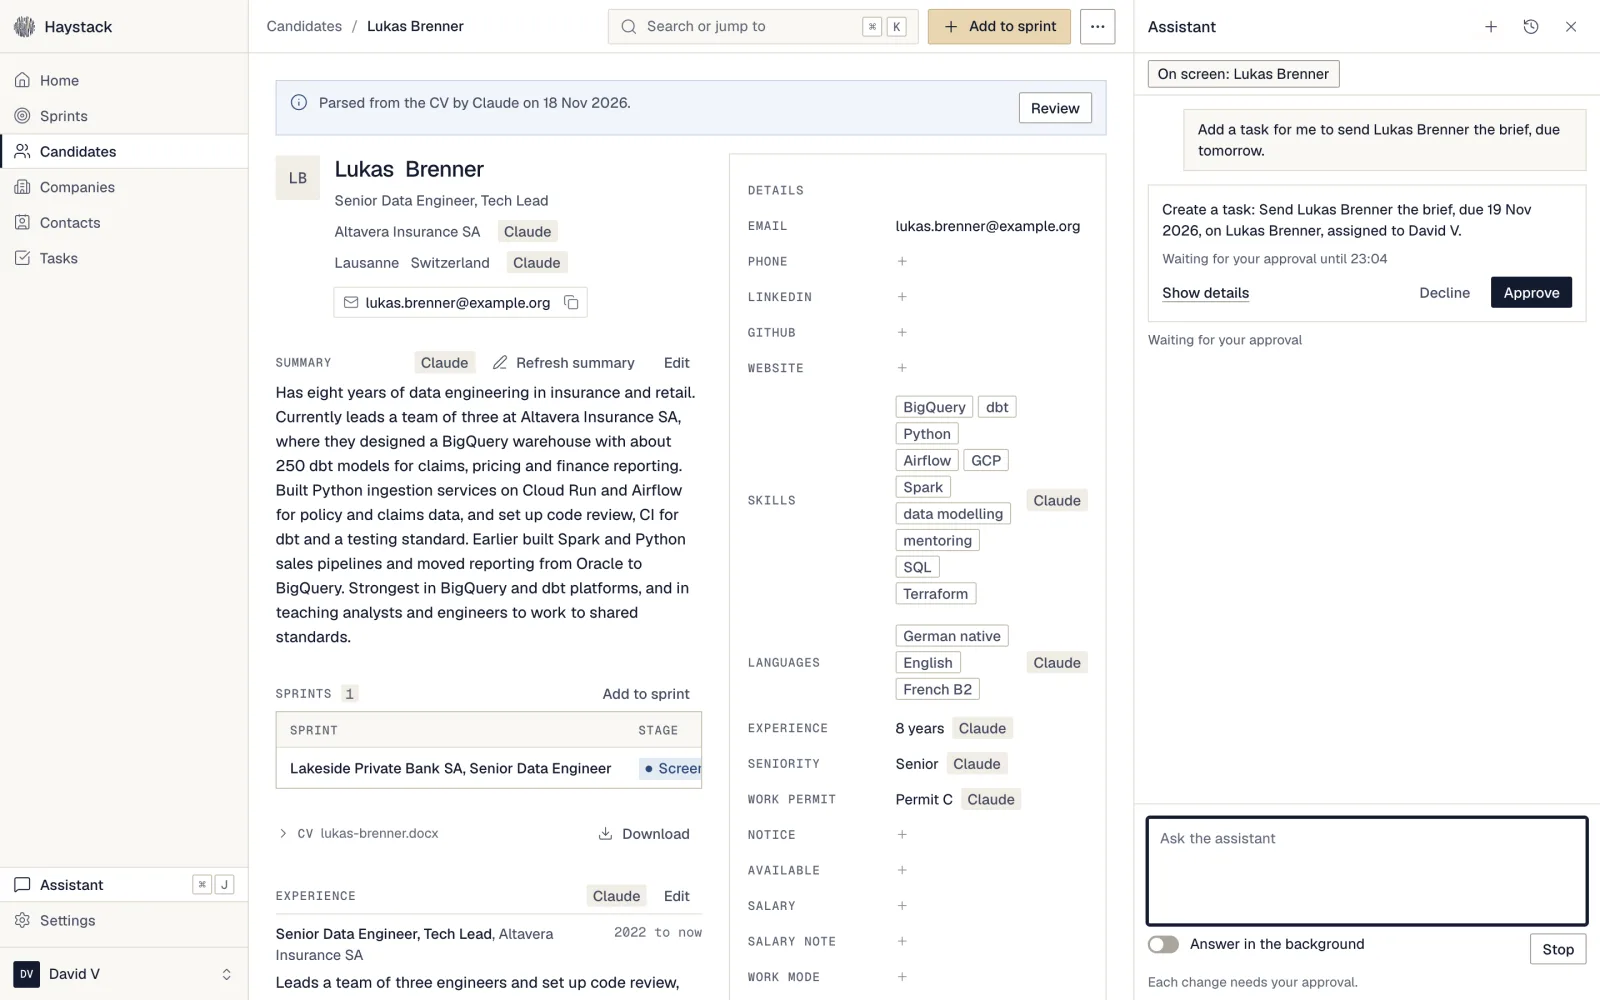 Haystack
Home
Sprints
Candidates
Companies
Contacts
Tasks
Assistant ⌘ J
Settings
DV David V
Candidates / Lukas Brenner
Search or jump to ⌘ K
+ Add to sprint
Parsed from the CV by Claude on 18 Nov 2026.
Review
LB
Lukas Brenner
Senior Data Engineer, Tech Lead
Altavera Insurance SA Claude
Lausanne Switzerland Claude
lukas.brenner@example.org
SUMMARY Claude Refresh summary Edit
Has eight years of data engineering in insurance and retail.
Currently leads a team of three at Altavera Insurance SA,
where they designed a BigQuery warehouse with about
250 dbt models for claims, pricing and finance reporting.
Built Python ingestion services on Cloud Run and Airflow
for policy and claims data, and set up code review, CI for
dbt and a testing standard. Earlier built Spark and Python
sales pipelines and moved reporting from Oracle to
BigQuery. Strongest in BigQuery and dbt platforms, and in
teaching analysts and engineers to work to shared
standards.
SPRINTS 1 Add to sprint
SPRINT STAGE
Lakeside Private Bank SA, Senior Data Engineer Screer
CV lukas-brenner.docx Download
EXPERIENCE Claude Edit
Senior Data Engineer, Tech Lead, Altavera 2022 to now
Insurance SA
Leads a team of three engineers and set up code review,
DETAILS
EMAIL lukas.brenner@example.org
PHONE +
LINKEDIN +
GITHUB +
WEBSITE +
BigQuery dbt
Python
Airflow GCP
Spark
SKILLS Claude
data modelling
mentoring
SQL
Terraform
German native
LANGUAGES English Claude
French B2
EXPERIENCE 8 years Claude
SENIORITY Senior Claude
WORK PERMIT Permit C Claude
NOTICE +
AVAILABLE +
SALARY +
SALARY NOTE +
WORK MODE +
Assistant
On screen: Lukas Brenner
Add a task for me to send Lukas Brenner the brief, due
tomorrow.
Create a task: Send Lukas Brenner the brief, due 19 Nov
2026, on Lukas Brenner, assigned to David V.
Waiting for your approval until 23:04
Show details Decline Approve
Waiting for your approval
Ask the assistant
Answer in the background
Stop
Each change needs your approval.